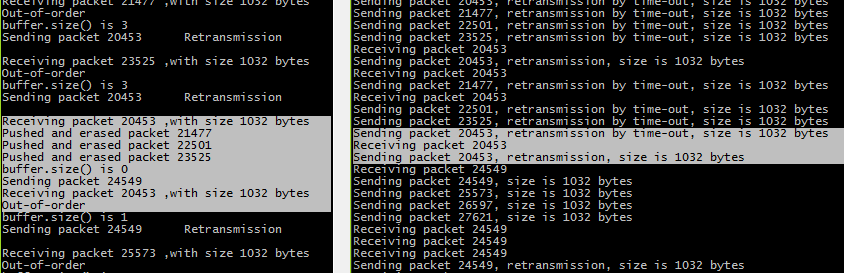 Receiving packet 21477 ,with size 1032 bytes
Out-of-order
buffer.size() is 3
Sending packet 20453 Retransmission
Receiving packet 23525 ,with size 1032 bytes
Out-of-order
buffer.size() is 3
Sending packet 20453 Retransmission
Receiving packet 20453 ,with size 1032 bytes
Pushed and erased packet 21477
Pushed and erased packet 22501
Pushed and erased packet 23525
buffer.size() is 0
Sending packet 24549
Receiving packet 20453 ,with size 1032 bytes
Out-of-order
buffer.size() is 1
Sending packet 24549 Retransmission
Receiving packet 25573 ,with size 1032 bytes
Out-of-order
Sending packet 20453, retransmission by time-out, size is 1032 bytes
Sending packet 21477, retransmission by time-out, size is 1032 bytes
Sending packet 22501, retransmission by time-out, size is 1032 bytes
Sending packet 23525, retransmission by time-out, size is 1032 bytes
Receiving packet 20453
Sending packet 20453, retransmission, size is 1032 bytes
Receiving packet 20453
Sending packet 21477, retransmission by time-out, size is 1032 bytes
Receiving packet 20453
Sending packet 22501, retransmission by time-out, size is 1032 bytes
Sending packet 23525, retransmission by time-out, size is 1032 bytes
Sending packet 20453, retransmission by time-out, size is 1032 bytes
Receiving packet 20453
Sending packet 20453, retransmission, size is 1032 bytes
Receiving packet 24549
Sending packet 24549, size is 1032 bytes
Sending packet 25573, size is 1032 bytes
Sending packet 26597, size is 1032 bytes
Sending packet 27621, size is 1032 bytes
Receiving packet 24549
Receiving packet 24549
Receiving packet 24549
Sending packet 24549, retransmission, size is 1032 bytes